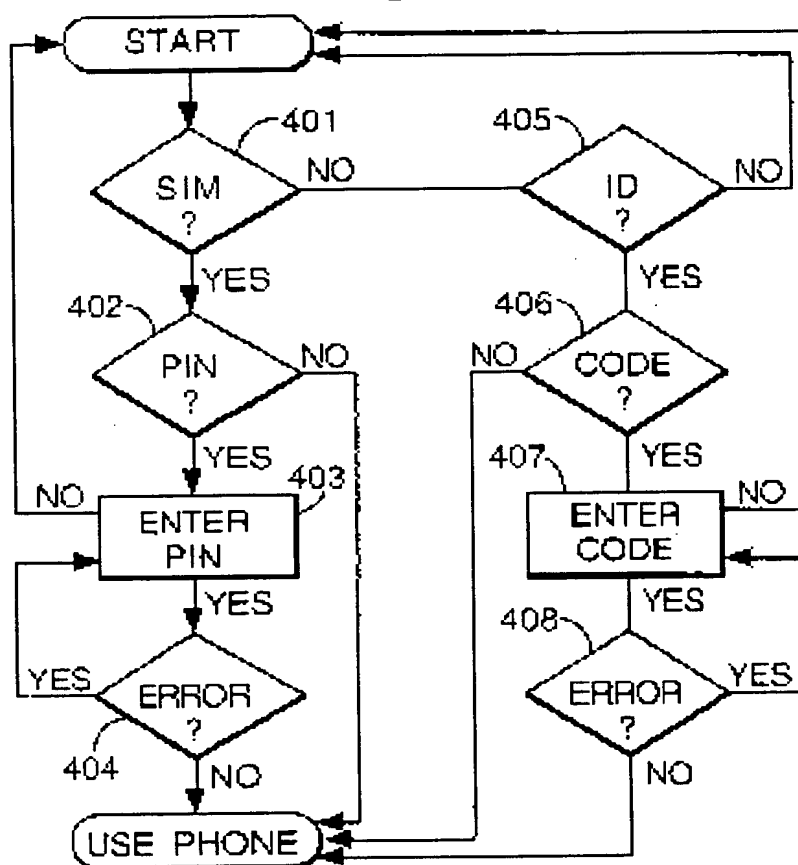 START
401
405
SIM
?
NO
ID
?
NO
YES
YES
402
406
PIN
?
NO
NO
CODE
?
YES
YES
403
407
NO
ENTER
PIN
ENTER
CODE
NO
YES
YES
408
YES
ERROR
?
ERROR
?
YES
404
NO
NO
USE PHONE